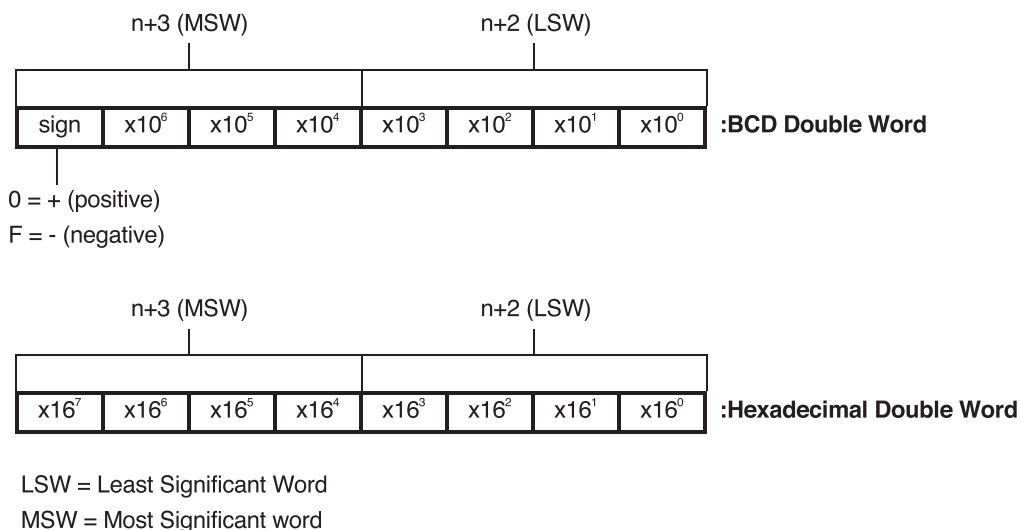 n+3 (MSW) n+2 (LSW)
sign x10⁶ x10⁵ x10⁴ x10³ x10² x10¹ x10⁰ :BCD Double Word
0 = + (positive)
F = - (negative)
n+3 (MSW) n+2 (LSW)
x16⁷ x16⁶ x16⁵ x16⁴ x16³ x16² x16¹ x16⁰ :Hexadecimal Double Word
LSW = Least Significant Word
MSW = Most Significant word